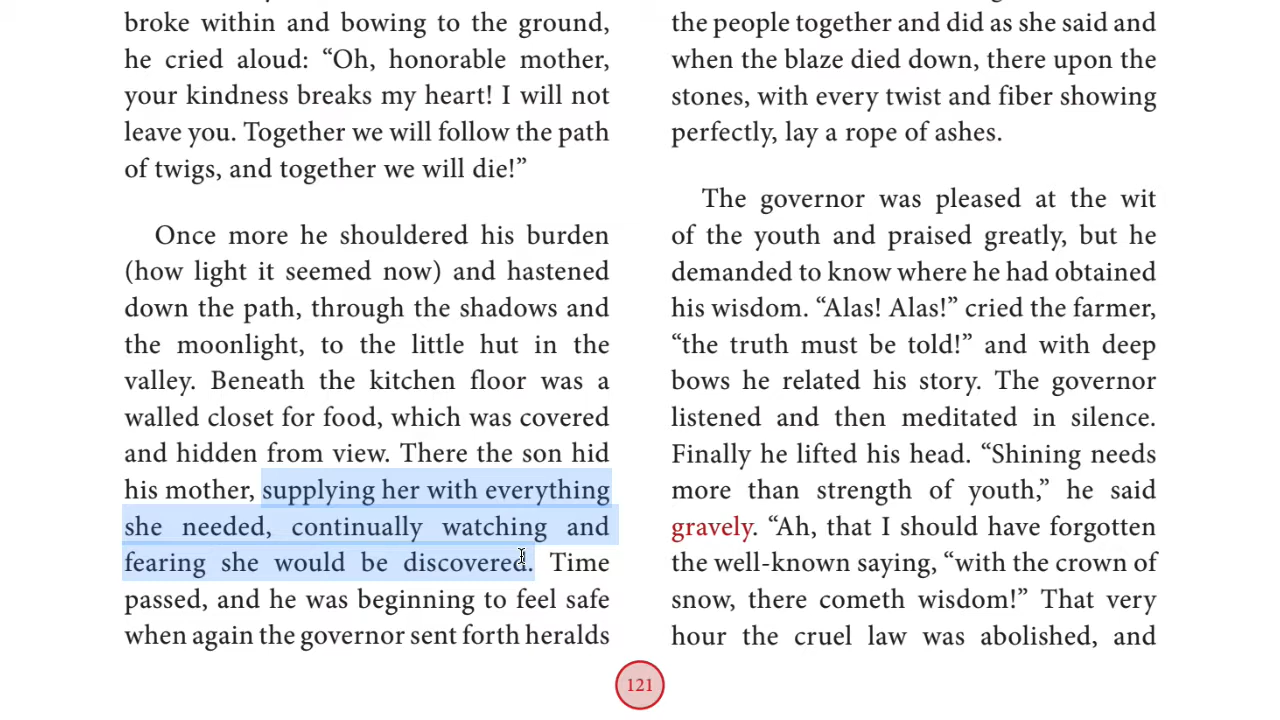 broke within and bowing to the ground,
he cried aloud: “Oh, honorable mother,
your kindness breaks my heart! I will not
leave you. Together we will follow the path
of twigs, and together we will die!”
Once more he shouldered his burden
(how light it seemed now) and hastened
down the path, through the shadows and
the moonlight, to the little hut in the
valley. Beneath the kitchen floor was a
walled closet for food, which was covered
and hidden from view. There the son hid
his mother, supplying her with everything
she needed, continually watching and
fearing she would be discovered. Time
passed, and he was beginning to feel safe
when again the governor sent forth heralds
the people together and did as she said and
when the blaze died down, there upon the
stones, with every twist and fiber showing
perfectly, lay a rope of ashes.
The governor was pleased at the wit
of the youth and praised greatly, but he
demanded to know where he had obtained
his wisdom. “Alas! Alas!” cried the farmer,
“the truth must be told!” and with deep
bows he related his story. The governor
listened and then meditated in silence.
Finally he lifted his head. “Shining needs
more than strength of youth,” he said
gravely. “Ah, that I should have forgotten
the well-known saying, “with the crown of
snow, there cometh wisdom!” That very
hour the cruel law was abolished, and
121